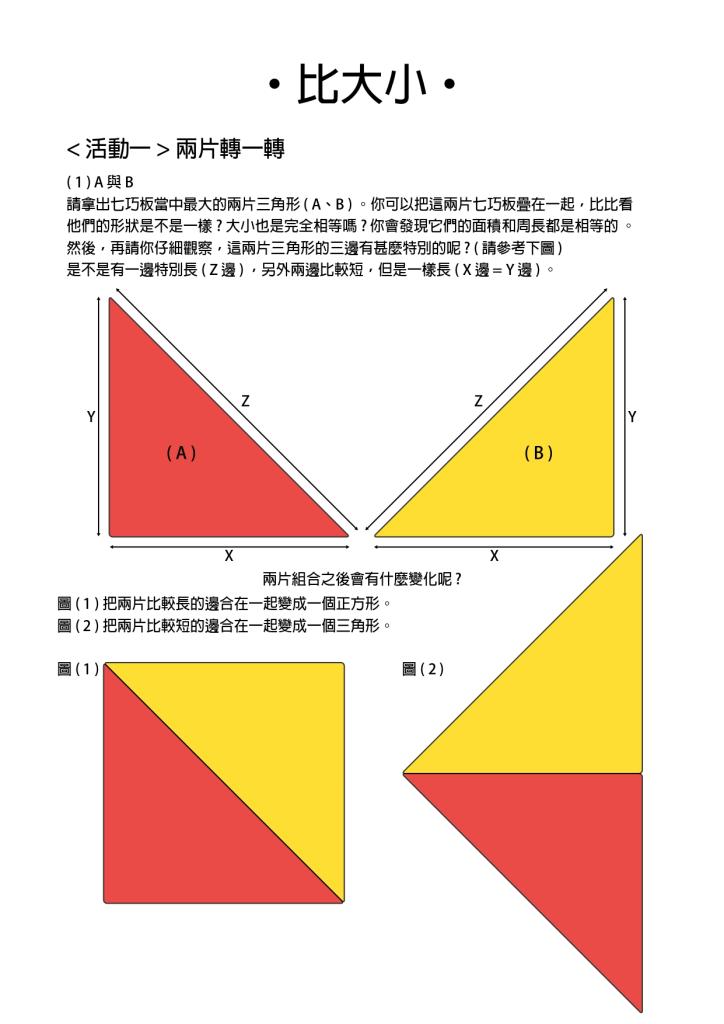 •比大小•
<活動一>兩片轉一轉
(1)A與B
請拿出七巧板當中最大的兩片三角形(A、B)。你可以把這兩片七巧板疊在一起，比比看
他們的形狀是不是一樣?大小也是完全相等嗎?你會發現它們的面積和周長都是相等的。
然後，再請你仔細觀察，這兩片三角形的三邊有甚麼特別的呢?(請參考下圖)
是不是有一邊特別長(Z邊)，另外兩邊比較短，但是一樣長(X邊=Y邊)。
Z
Z
Y
Y
(A)
(B)
X
X
兩片組合之後會有什麼變化呢?
圖(1)把兩片比較長的邊合在一起變成一個正方形。
圖(2)把兩片比較短的邊合在一起變成一個三角形。
圖(1)
圖(2)